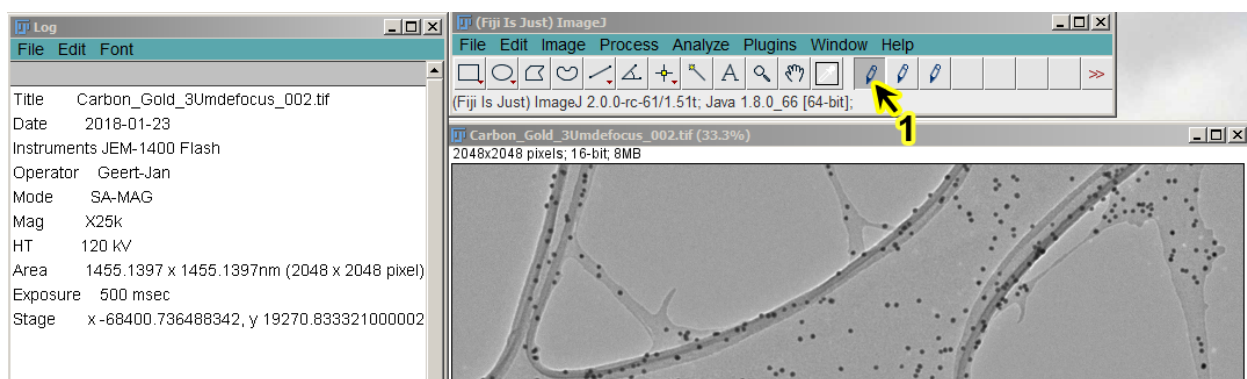 Log
File Edit Font
Title Carbon_Gold_3Umdefocus_002.tif
Date 2018-01-23
Instruments JEM-1400 Flash
Operator Geert-Jan
Mode SA-MAG
Mag X25k
HT 120 kV
Area 1455.1397 x 1455.1397nm (2048 x 2048 pixel)
Exposure 500 msec
Stage x -68400.736488342, y 19270.833321000002
(Fiji Is Just) ImageJ
File Edit Image Process Analyze Plugins Window Help
A >>
(Fiji Is Just) ImageJ 2.0.0-rc-61/1.51t; Java 1.8.0_66 [64-bit];
1
Carbon_Gold_3Umdefocus_002.tif (33.3%)
2048x2048 pixels; 16-bit; 8MB